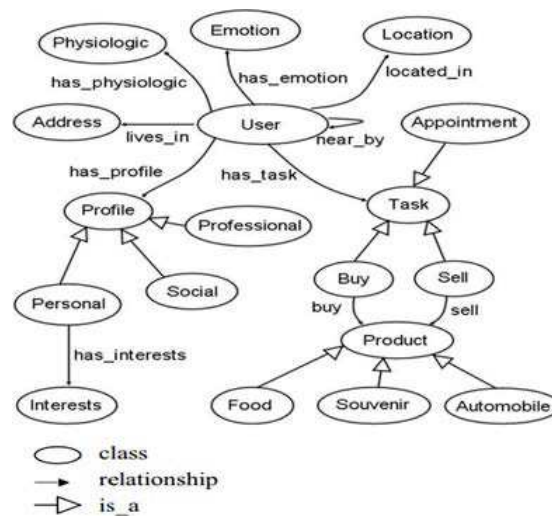 Physiologic
Emotion
Location
has_physiologic
has_emotion
located_in
Address
lives_in
User
near_by
Appointment
has_profile
has_task
Profile
Professional
Task
Personal
Social
Buy
Sell
buy
sell
Product
has_interests
Interests
Food
Souvenir
Automobile
class
relationship
is_a